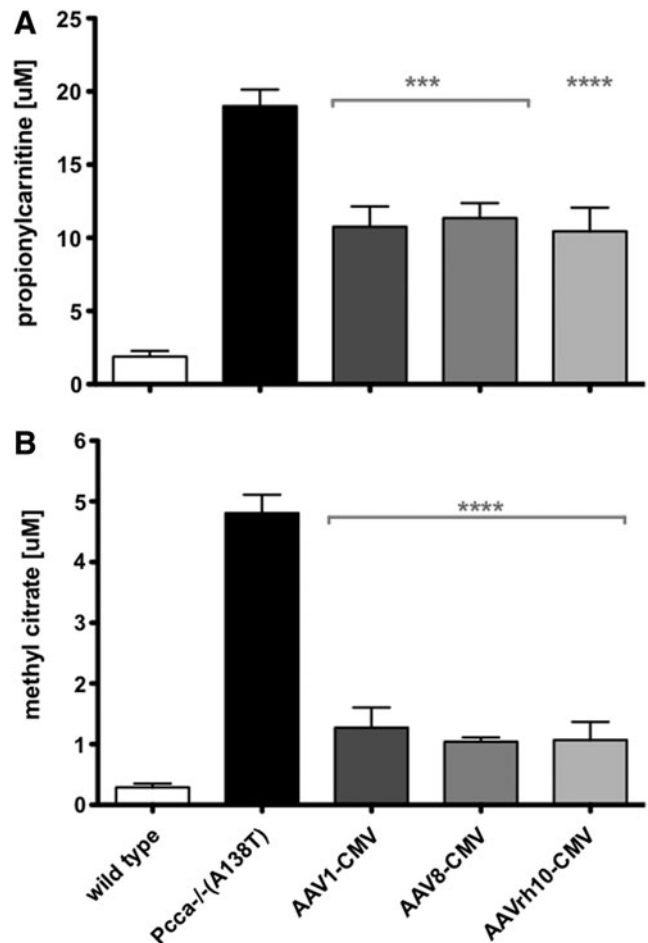 A
propionylcarnitine [uM]
25
20
15
10
5
0
***
****
B
methyl citrate [uM]
6
5
4
3
2
1
0
****
wild type
Pcca-/-(A138T)
AAV1-CMV
AAV8-CMV
AAVrh10-CMV